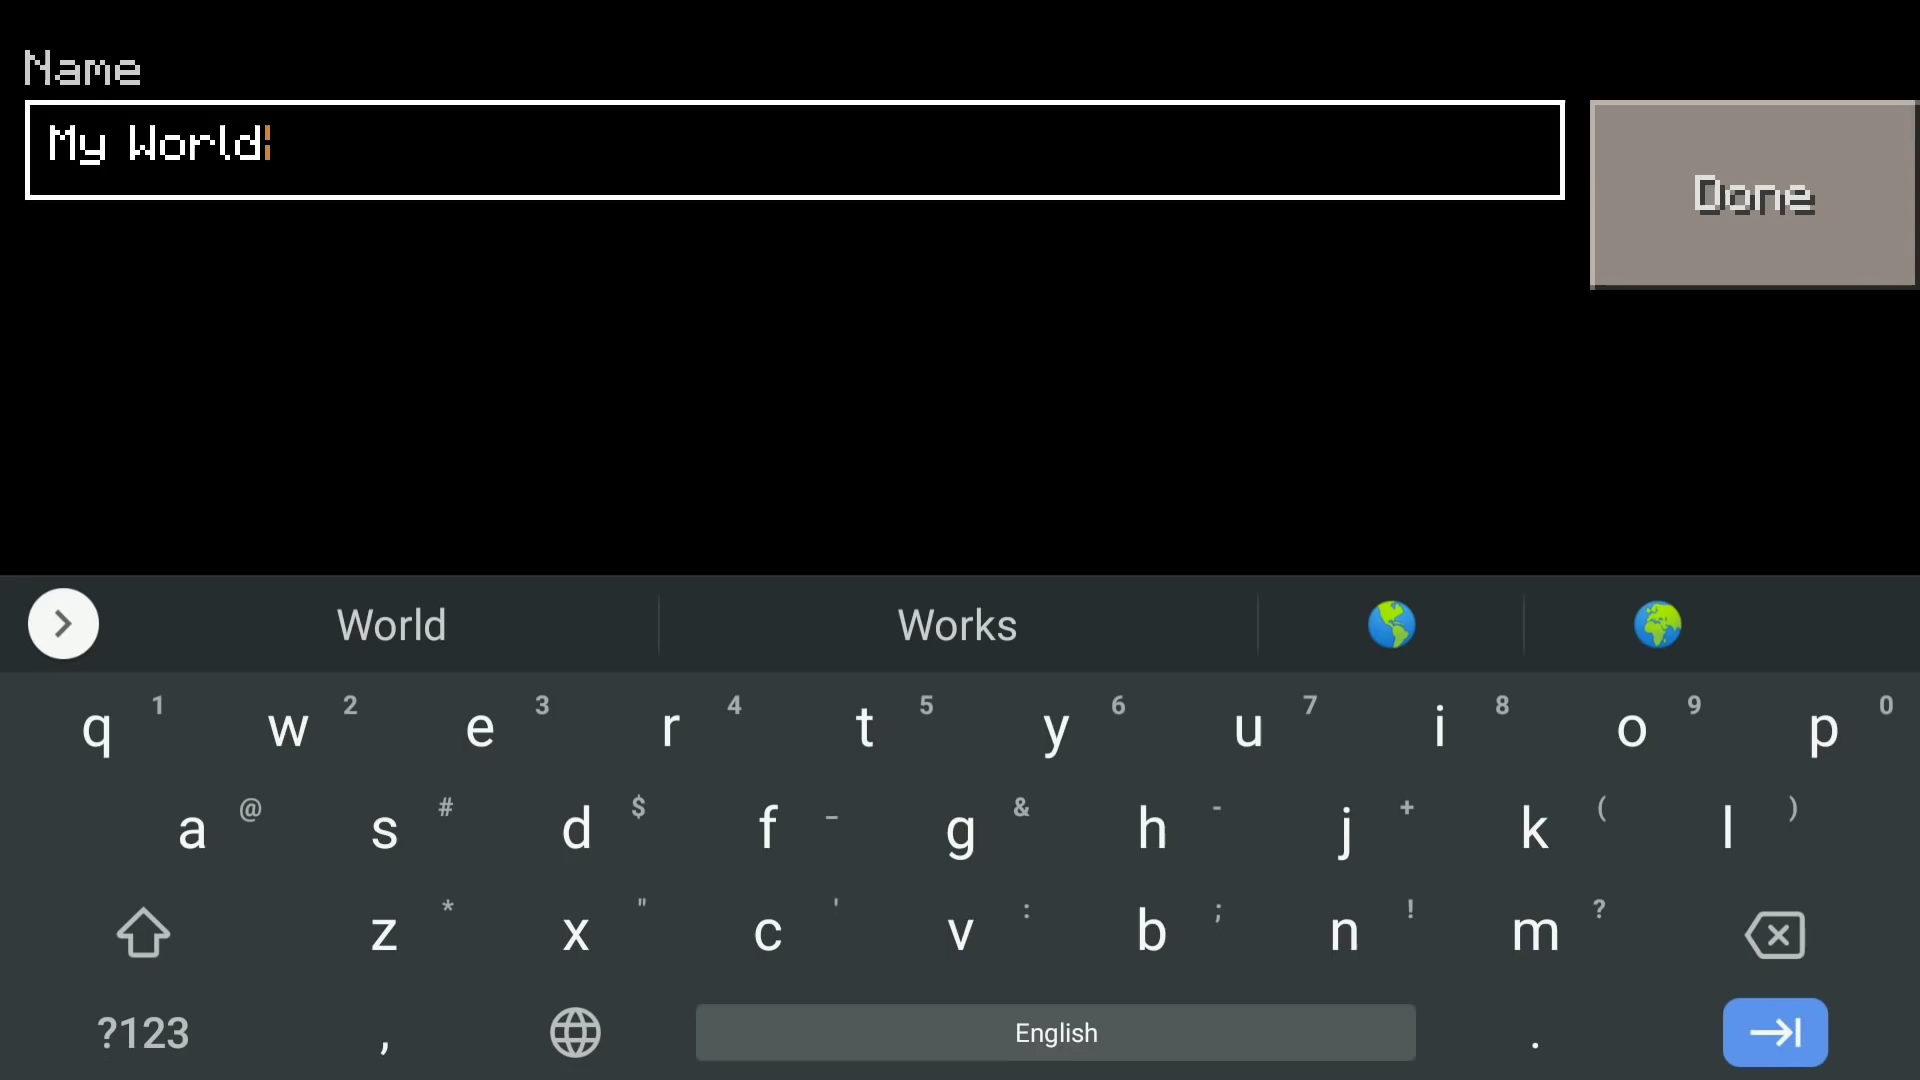 Name
My World
Done
World Works 🌎 🌍
q 1 w 2 e 3 r 4 t 5 y 6 u 7 i 8 o 9 p 0
a @ s # d $ f _ g & h - j + k ( l )
z * x " c ' v : b ; n ! m ?
?123 , English .